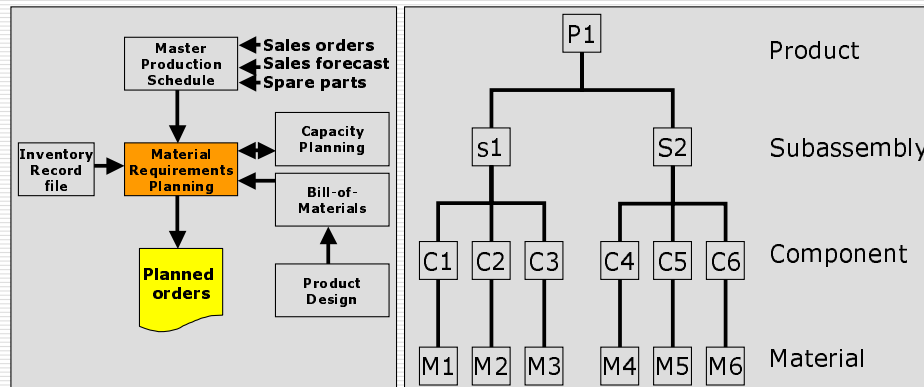 Master
Production
Schedule
Sales orders
Sales forecast
Spare parts
Inventory
Record
file
Material
Requirements
Planning
Capacity
Planning
Bill-of-
Materials
Planned
orders
Product
Design
P1
Product
s1
S2
Subassembly
C1
C2
C3
C4
C5
C6
Component
M1
M2
M3
M4
M5
M6
Material